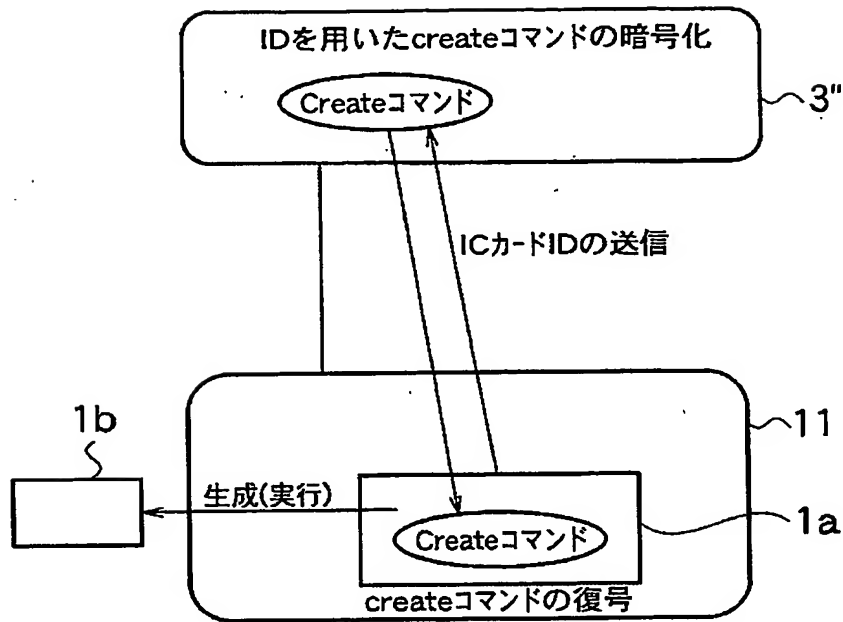 IDを用いたcreateコマンドの暗号化
Createコマンド
3"
ICカードIDの送信
1b
11
生成(実行)
Createコマンド
1a
createコマンドの復号